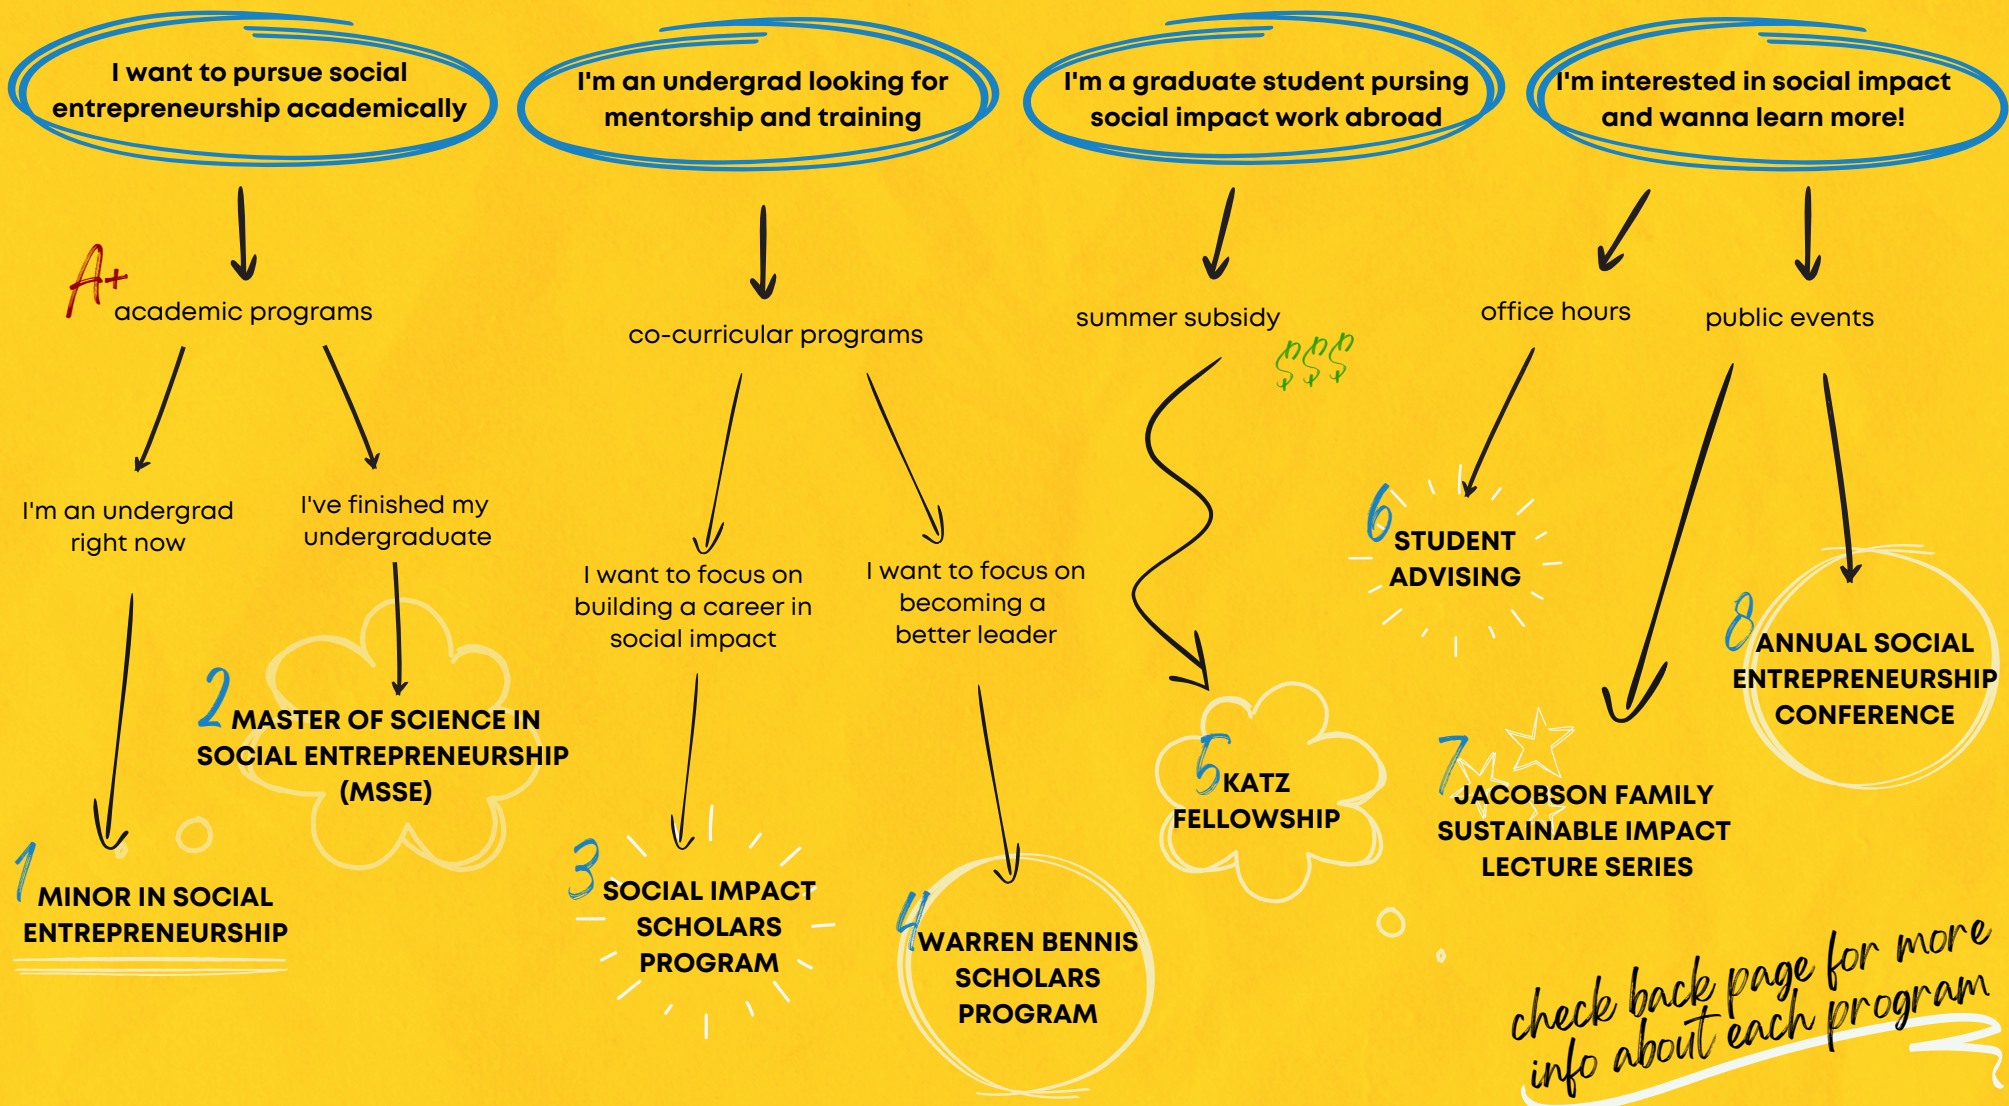 I want to pursue social
entrepreneurship academically
I'm an undergrad looking for
mentorship and training
I'm a graduate student pursing
social impact work abroad
I'm interested in social impact
and wanna learn more!
A+
academic programs
co-curricular programs
summer subsidy
$$$
office hours
public events
I'm an undergrad
right now
I've finished my
undergraduate
I want to focus on
building a career in
social impact
I want to focus on
becoming a
better leader
1
MINOR IN SOCIAL
ENTREPRENEURSHIP
2
MASTER OF SCIENCE IN
SOCIAL ENTREPRENEURSHIP
(MSSE)
3
SOCIAL IMPACT
SCHOLARS
PROGRAM
4
WARREN BENNIS
SCHOLARS
PROGRAM
5
KATZ
FELLOWSHIP
6
STUDENT
ADVISING
7
JACOBSON FAMILY
SUSTAINABLE IMPACT
LECTURE SERIES
8
ANNUAL SOCIAL
ENTREPRENEURSHIP
CONFERENCE
check back page for more
info about each program